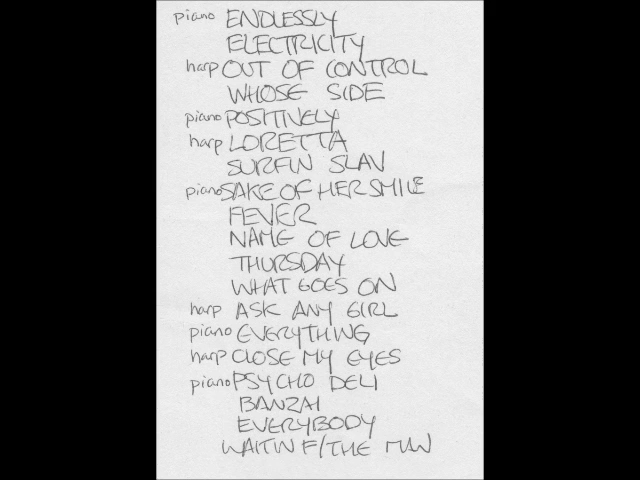 piano ENDLESSLY
ELECTRICITY
harp OUT OF CONTROL
WHOSE SIDE
piano POSITIVELY
harp LORETTA
SURFIN SLAV
piano SAKE OF HER SMILE
FEVER
NAME OF LOVE
THURSDAY
WHAT GOES ON
harp ASK ANY GIRL
piano EVERYTHING
harp CLOSE MY EYES
piano PSYCHO DELI
BANZAI
EVERYBODY
WAITIN F/THE MAN